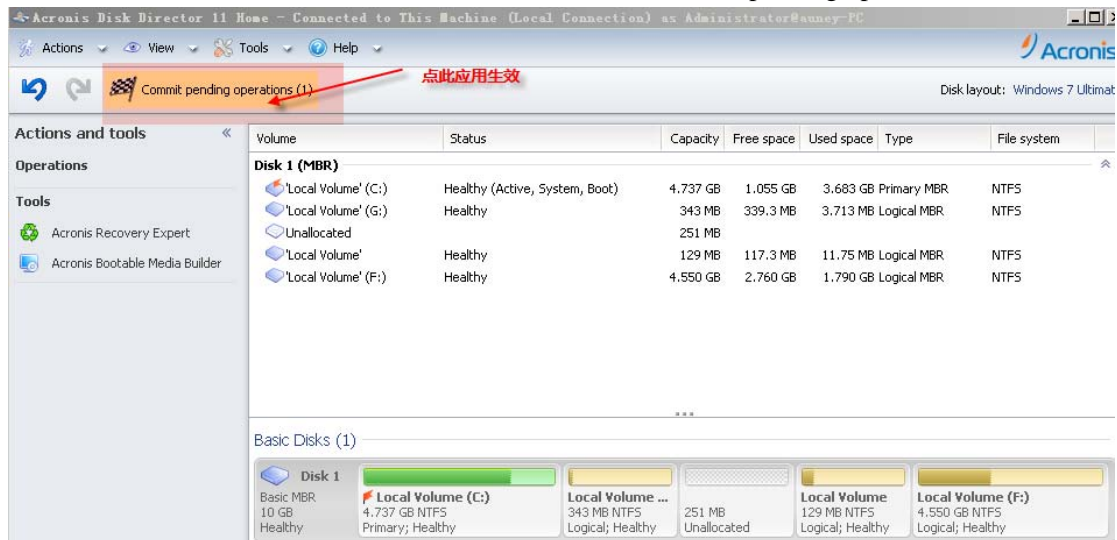 Acronis Disk Director 11 Home - Connected to This Machine (Local Connection) as Administrator@auney-PC
Actions View Tools Help
Acronis
Commit pending operations (1)
点此应用生效
Disk layout: Windows 7 Ultimat
Actions and tools
Operations
Tools
Acronis Recovery Expert
Acronis Bootable Media Builder
Volume Status Capacity Free space Used space Type File system
Disk 1 (MBR)
'Local Volume' (C:) Healthy (Active, System, Boot) 4.737 GB 1.055 GB 3.683 GB Primary MBR NTFS
'Local Volume' (G:) Healthy 343 MB 339.3 MB 3.713 MB Logical MBR NTFS
Unallocated 251 MB
'Local Volume' Healthy 129 MB 117.3 MB 11.75 MB Logical MBR NTFS
'Local Volume' (F:) Healthy 4.550 GB 2.760 GB 1.790 GB Logical MBR NTFS
Basic Disks (1)
Disk 1
Basic MBR
10 GB
Healthy
Local Volume (C:)
4.737 GB NTFS
Primary; Healthy
Local Volume ...
343 MB NTFS
Logical; Healthy
251 MB
Unallocated
Local Volume
129 MB NTFS
Logical; Healthy
Local Volume (F:)
4.550 GB NTFS
Logical; Healthy